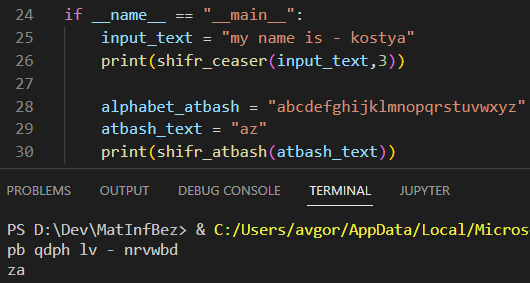 24 if __name__ == "__main__":
25 input_text = "my name is - kostya"
26 print(shifr_ceaser(input_text,3))
27
28 alphabet_atbash = "abcdefghijklmnopqrstuvwxyz"
29 atbash_text = "az"
30 print(shifr_atbash(atbash_text))
PROBLEMS OUTPUT DEBUG CONSOLE TERMINAL JUPYTER
PS D:\Dev\MatInfBez> & C:/Users/avgor/AppData/Local/Micros
pb qdph lv - nrvwbd
za